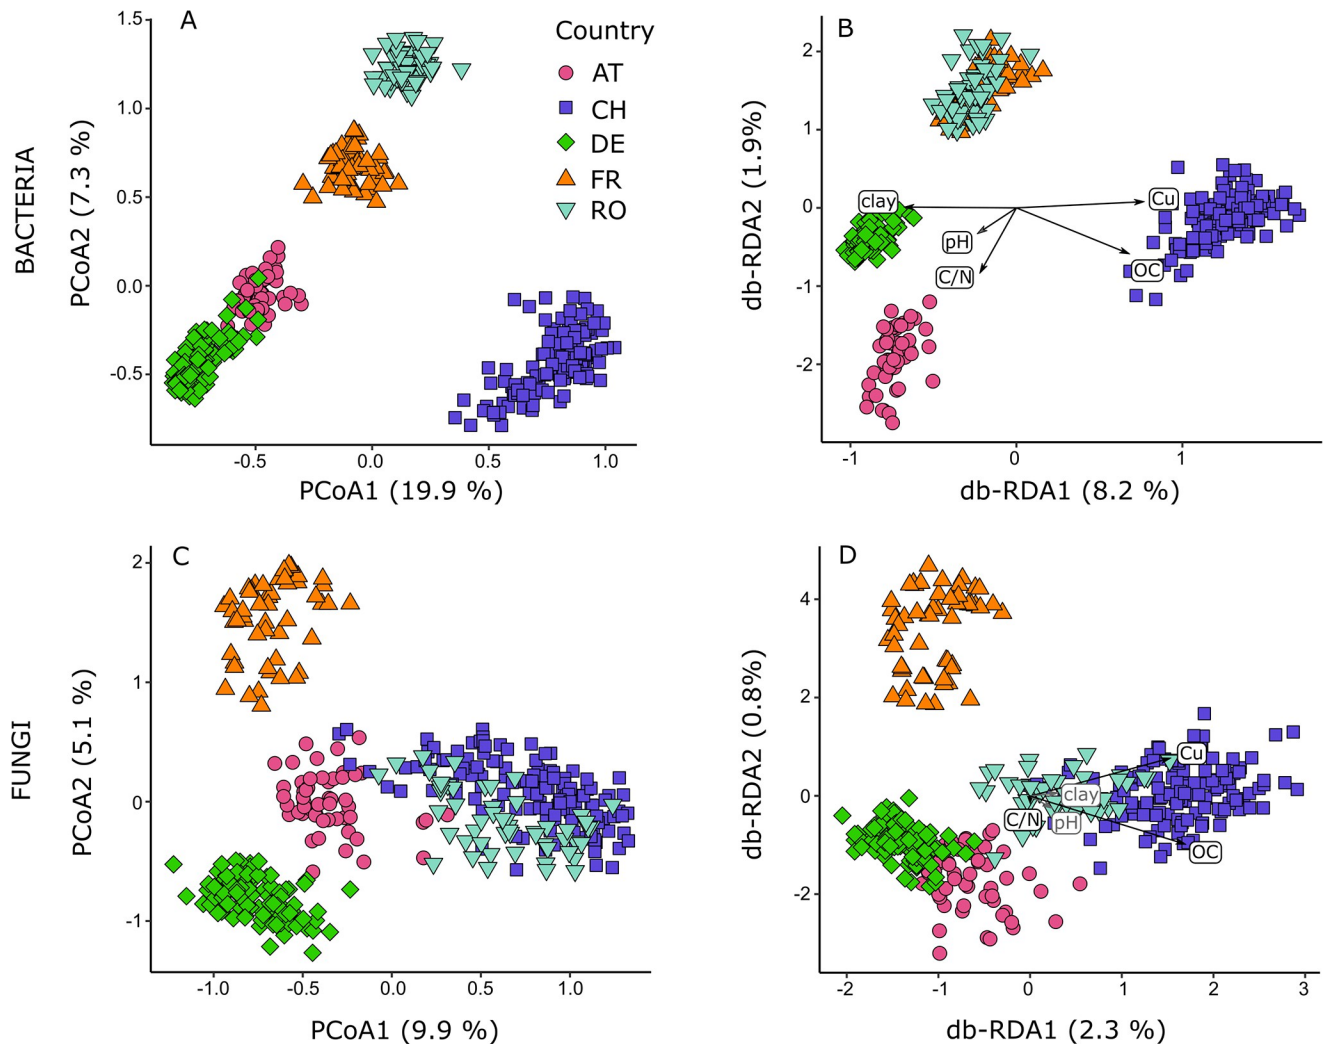 BACTERIA
A
PCoA2 (7.3 %)
1.5
1.0
0.5
0.0
-0.5
-0.5
0.0
0.5
1.0
PCoA1 (19.9 %)
Country
AT
CH
DE
FR
RO
B
db-RDA2 (1.9%)
2
1
0
-1
-2
clay
pH
C/N
Cu
OC
-1
0
1
db-RDA1 (8.2 %)
FUNGI
C
PCoA2 (5.1 %)
2
1
0
-1
-1.0
-0.5
0.0
0.5
1.0
PCoA1 (9.9 %)
D
db-RDA2 (0.8%)
4
2
0
-2
Cu
clay
C/N
pH
OC
-2
-1
0
1
2
3
db-RDA1 (2.3 %)